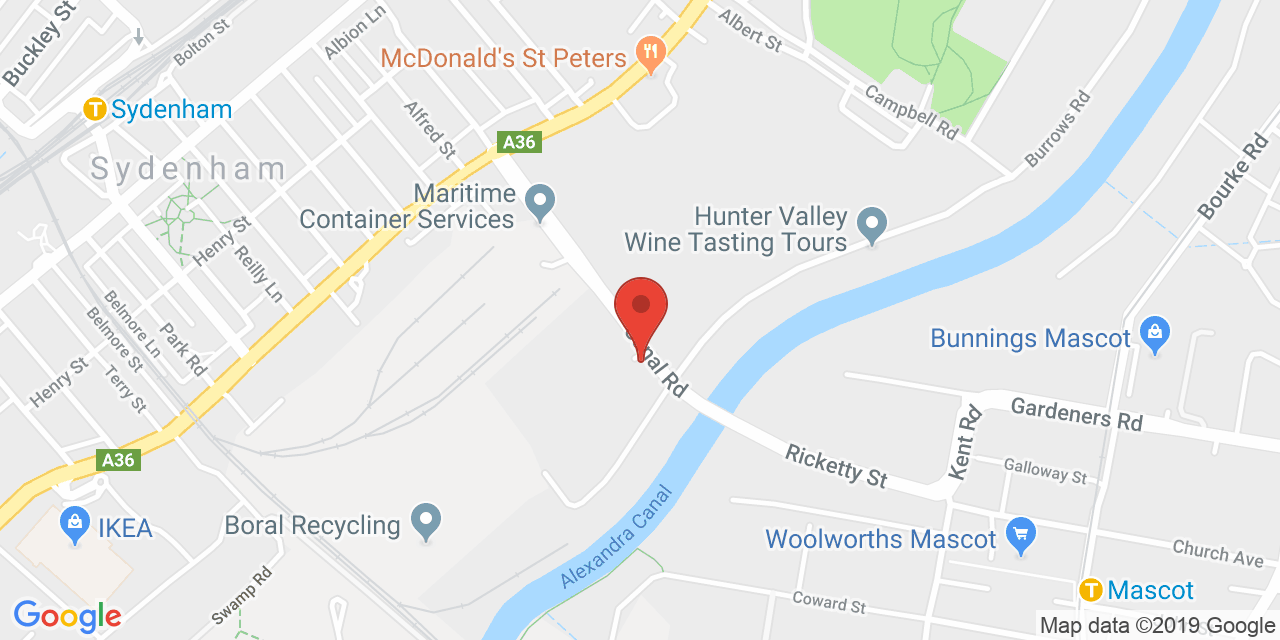 Buckley St
Bolton St
Albion Ln
Albert St
McDonald's St Peters
Sydenham
Campbell Rd
Burrows Rd
Alfred St
A36
Bourke Rd
Sydenham
Maritime
Container Services
Hunter Valley
Wine Tasting Tours
Henry St
Reilly Ln
Belmore Ln
Belmore St
Park Rd
Bunnings Mascot
Canal Rd
Henry St
Terry St
Gardeners Rd
Kent Rd
Ricketty St
Galloway St
A36
IKEA
Boral Recycling
Alexandra Canal
Woolworths Mascot
Church Ave
Swamp Rd
Mascot
Coward St
Google
Map data ©2019 Google